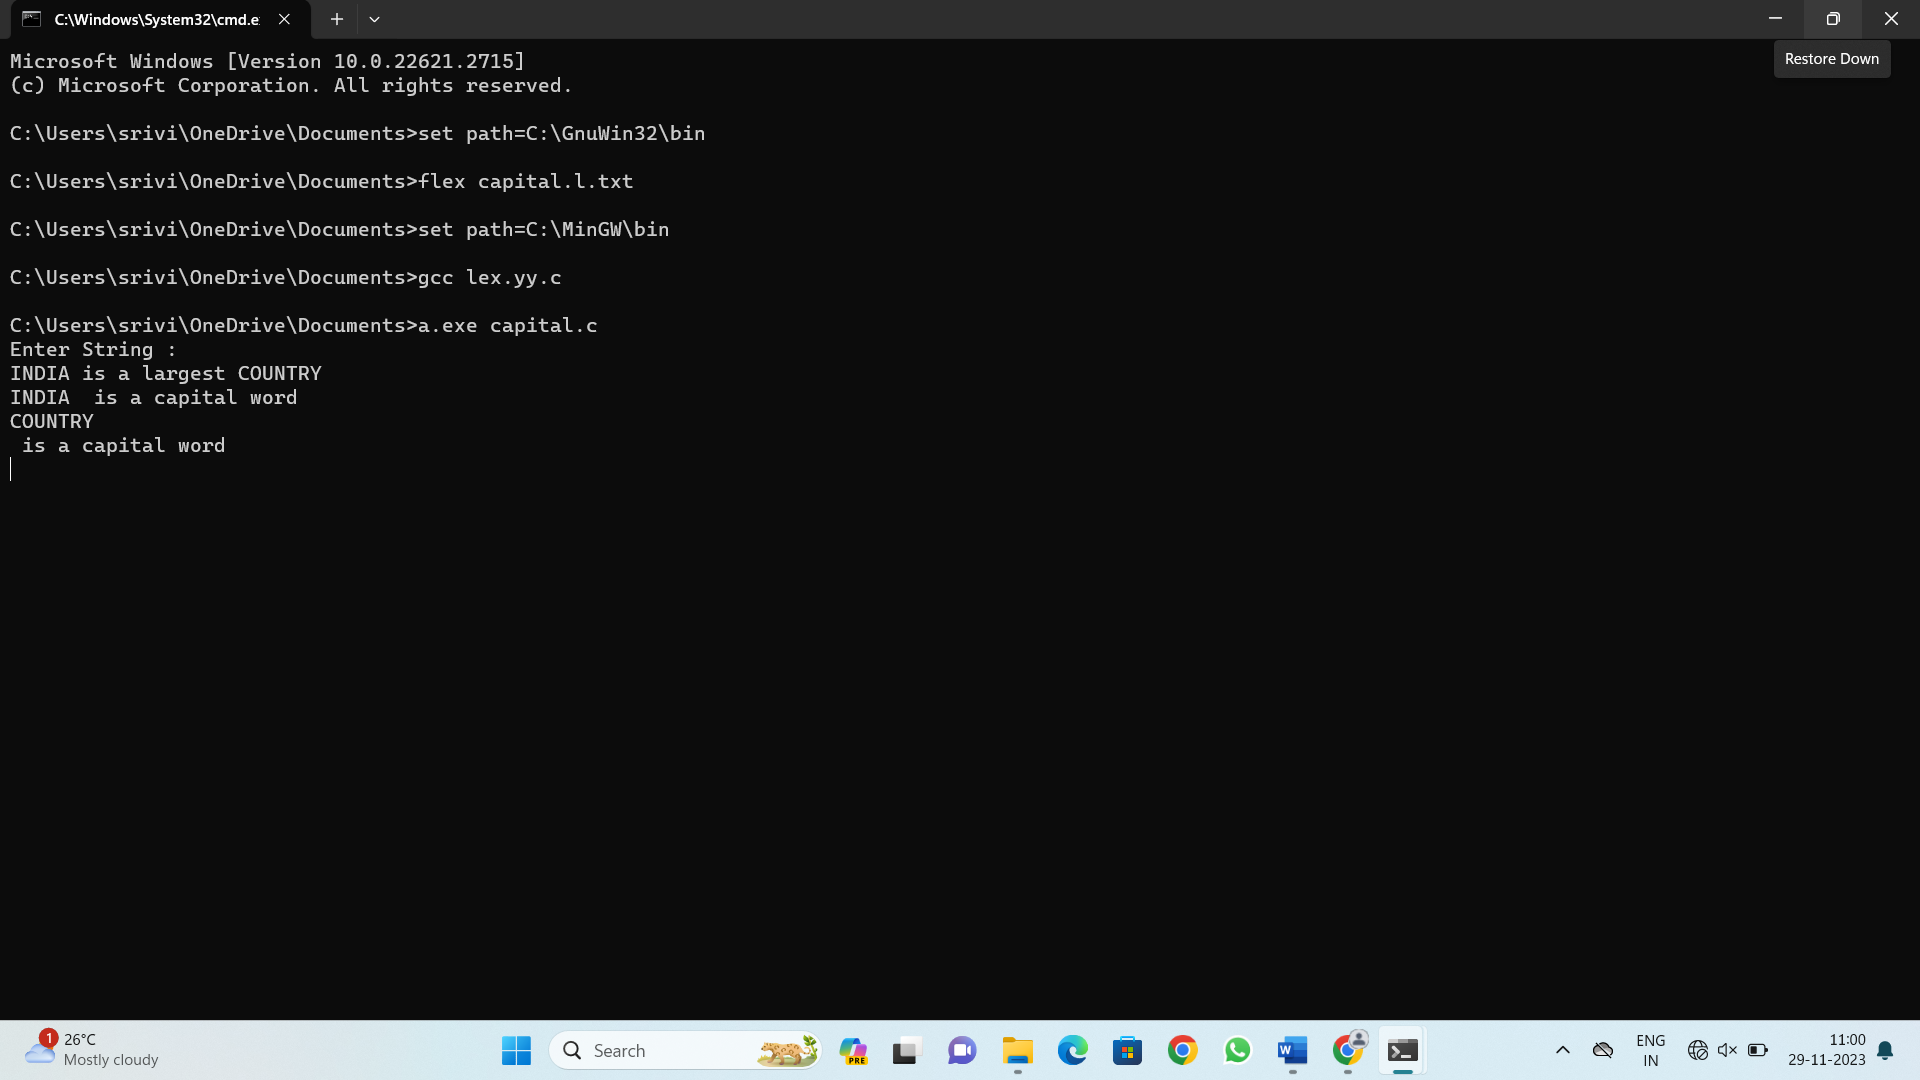 C:\Windows\System32\cmd.e
Restore Down
Microsoft Windows [Version 10.0.22621.2715]
(c) Microsoft Corporation. All rights reserved.
C:\Users\srivi\OneDrive\Documents>set path=C:\GnuWin32\bin
C:\Users\srivi\OneDrive\Documents>flex capital.l.txt
C:\Users\srivi\OneDrive\Documents>set path=C:\MinGW\bin
C:\Users\srivi\OneDrive\Documents>gcc lex.yy.c
C:\Users\srivi\OneDrive\Documents>a.exe capital.c
Enter String :
INDIA is a largest COUNTRY
INDIA  is a capital word
COUNTRY
 is a capital word
1
26°C
Mostly cloudy
Search
PRE
W
ENG
IN
11:00
29-11-2023